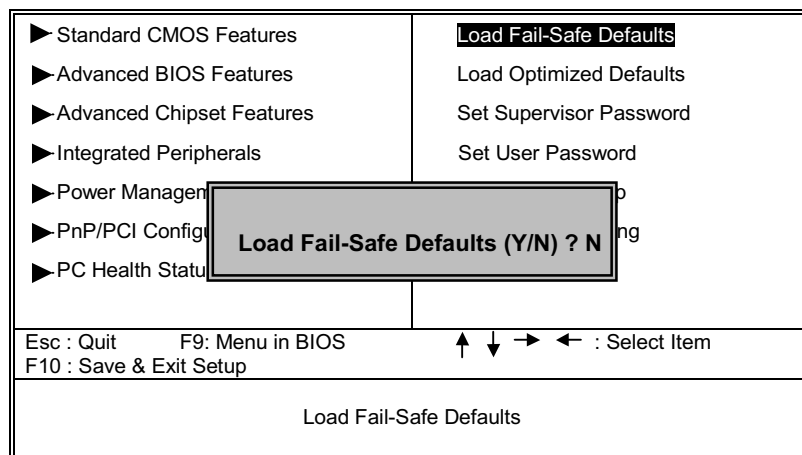 Standard CMOS Features
Advanced BIOS Features
Advanced Chipset Features
Integrated Peripherals
Power Managem
PnP/PCI Configu
PC Health Statu
Load Fail-Safe Defaults
Load Optimized Defaults
Set Supervisor Password
Set User Password
p
ng
Load Fail-Safe Defaults (Y/N) ? N
Esc : Quit F9: Menu in BIOS ↑ ↓ → ← : Select Item
F10 : Save & Exit Setup
Load Fail-Safe Defaults